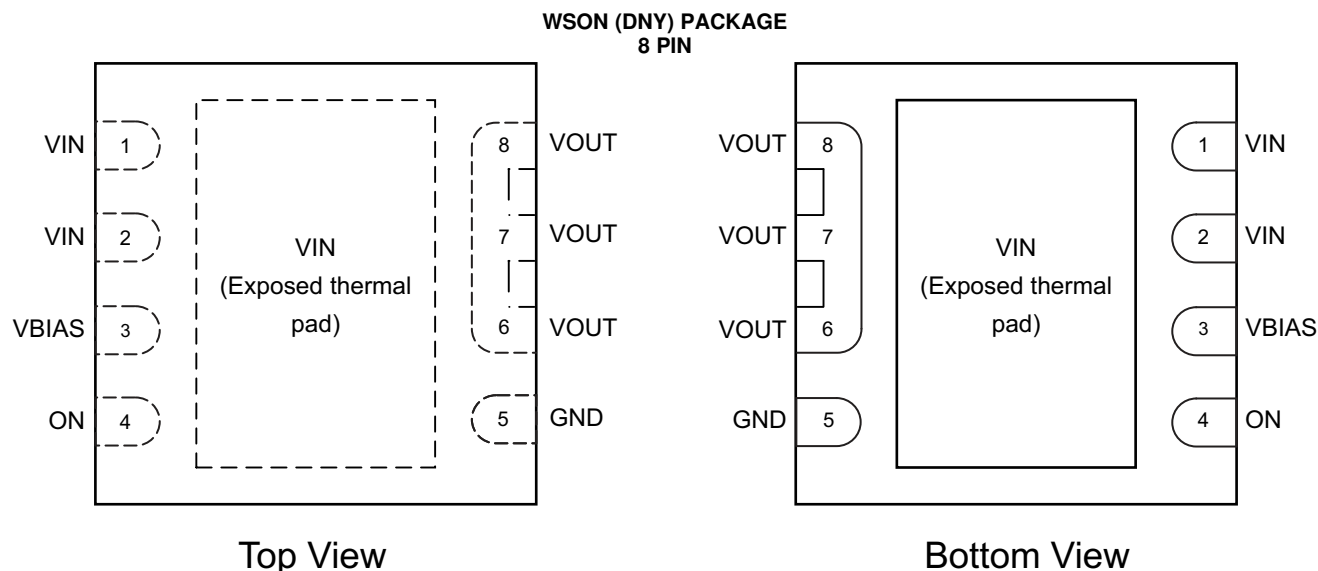 WSON (DNY) PACKAGE
8 PIN
VIN 1 8 VOUT
VIN 2 7 VOUT
VBIAS 3 6 VOUT
ON 4 5 GND
VIN
(Exposed thermal
pad)
Top View
VOUT 8 1 VIN
VOUT 7 2 VIN
VOUT 6 3 VBIAS
GND 5 4 ON
VIN
(Exposed thermal
pad)
Bottom View